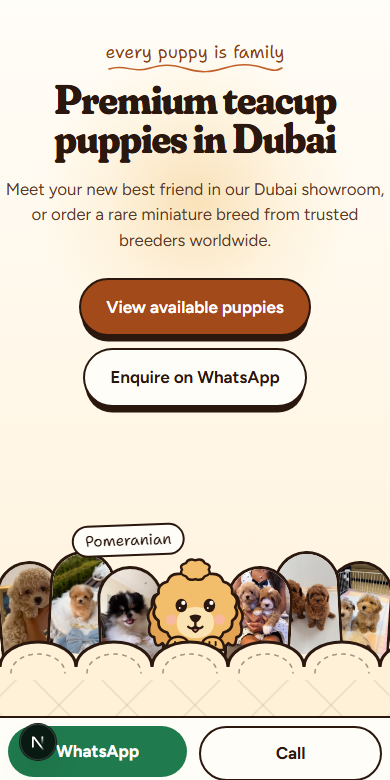 every puppy is family
Premium teacup
puppies in Dubai
Meet your new best friend in our Dubai showroom,
or order a rare miniature breed from trusted
breeders worldwide.
View available puppies
Enquire on WhatsApp
Pomeranian
N
WhatsApp
Call